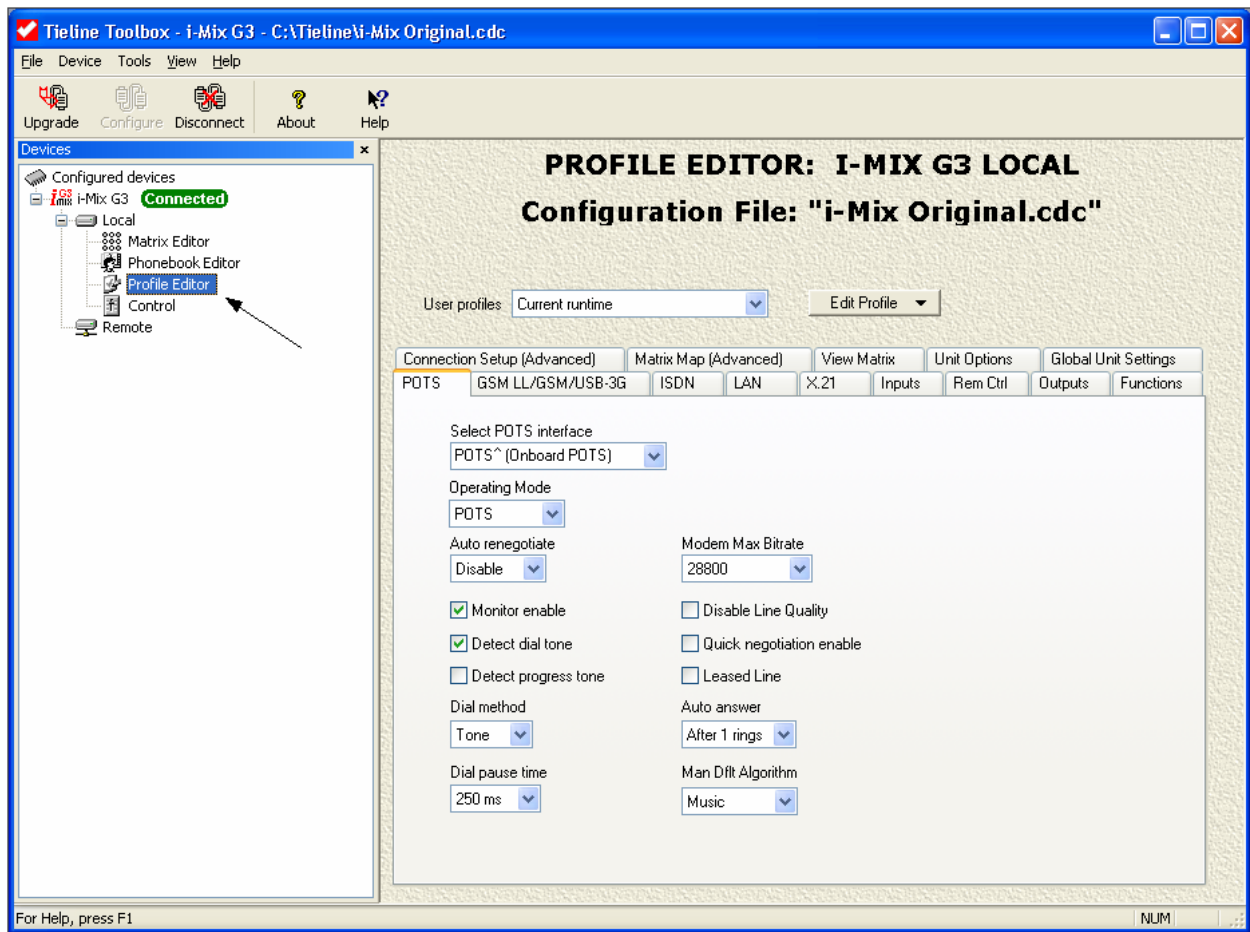 Tieline Toolbox - i-Mix G3 - C:\Tieline\i-Mix Original.cdc
File Device Tools View Help
Upgrade Configure Disconnect About Help
Devices
Configured devices
i-Mix G3 Connected
Local
Matrix Editor
Phonebook Editor
Profile Editor
Control
Remote
PROFILE EDITOR: I-MIX G3 LOCAL
Configuration File: "i-Mix Original.cdc"
User profiles Current runtime Edit Profile
Connection Setup (Advanced) Matrix Map (Advanced) View Matrix Unit Options Global Unit Settings
POTS GSM LL/GSM/USB-3G ISDN LAN X.21 Inputs Rem Ctrl Outputs Functions
Select POTS interface
POTS^ (Onboard POTS)
Operating Mode
POTS
Auto renegotiate Modem Max Bitrate
Disable 28800
Monitor enable Disable Line Quality
Detect dial tone Quick negotiation enable
Detect progress tone Leased Line
Dial method Auto answer
Tone After 1 rings
Dial pause time Man Dflt Algorithm
250 ms Music
For Help, press F1 NUM